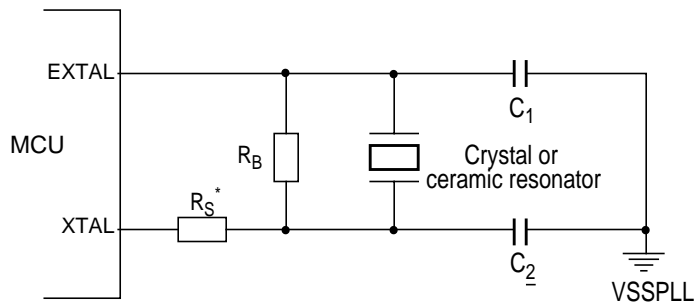 EXTAL
C1
MCU
RB
Crystal or
ceramic resonator
RS*
XTAL
C2
VSSPLL